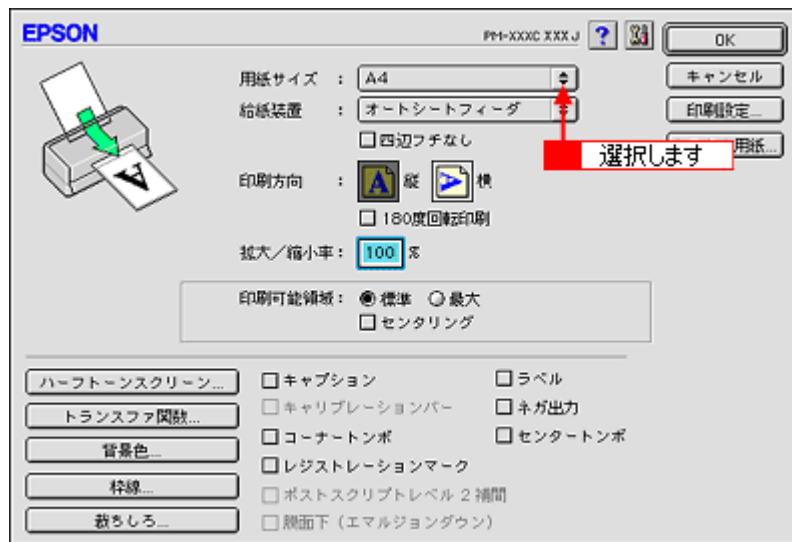 EPSON
PM-XXXC XXX J
?
OK
用紙サイズ : A4
キャンセル
給紙装置 : オートシートフィーダ
印刷設定...
四辺フチなし
選択します
用紙...
印刷方向 : A 縦 A 横
180度回転印刷
拡大/縮小率: 100 %
印刷可能領域: 標準 最大
センタリング
ハーフトーンスクリーン...
トランスファ関数...
背景色...
枠線...
裁ちしろ...
キャプション
ラベル
キャリブレーションバー
ネガ出力
コーナートンボ
センタートンボ
レジストレーションマーク
ポストスクリプトレベル 2 補間
膜面下 (エマルジョンダウン)
A